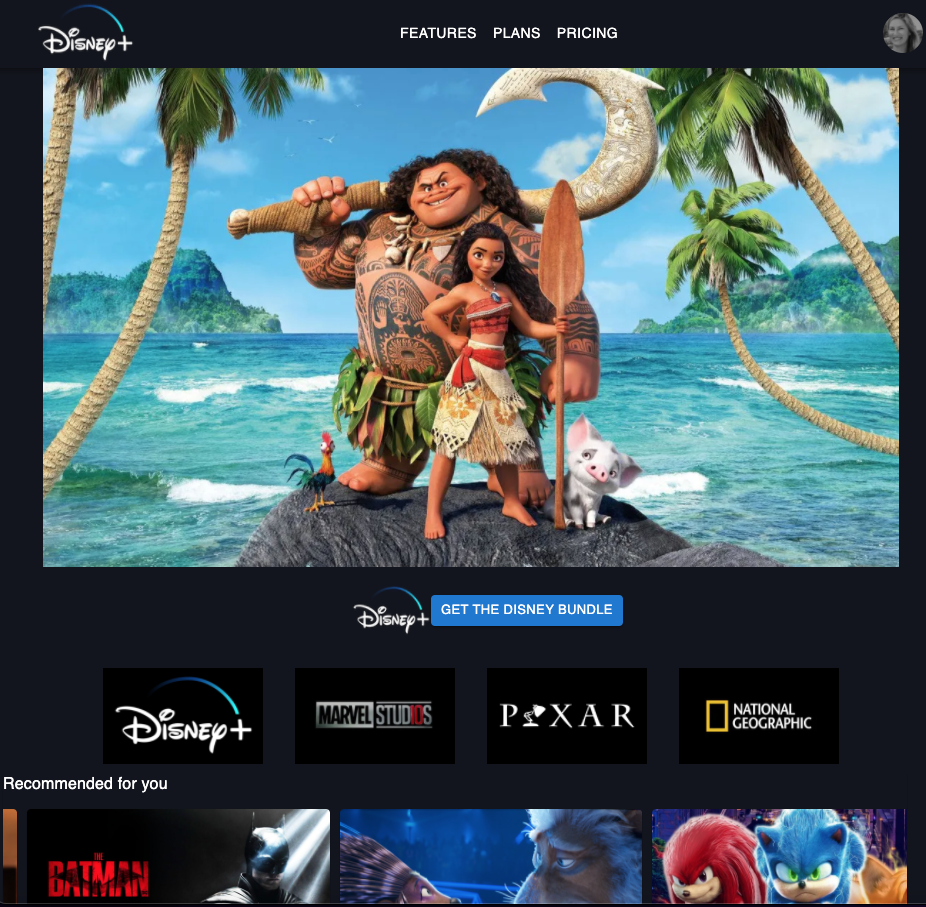 Disney+
FEATURES PLANS PRICING
Disney+ GET THE DISNEY BUNDLE
Disney+
MARVEL STUDIOS
PIXAR
NATIONAL
GEOGRAPHIC
Recommended for you
THE
BATMAN